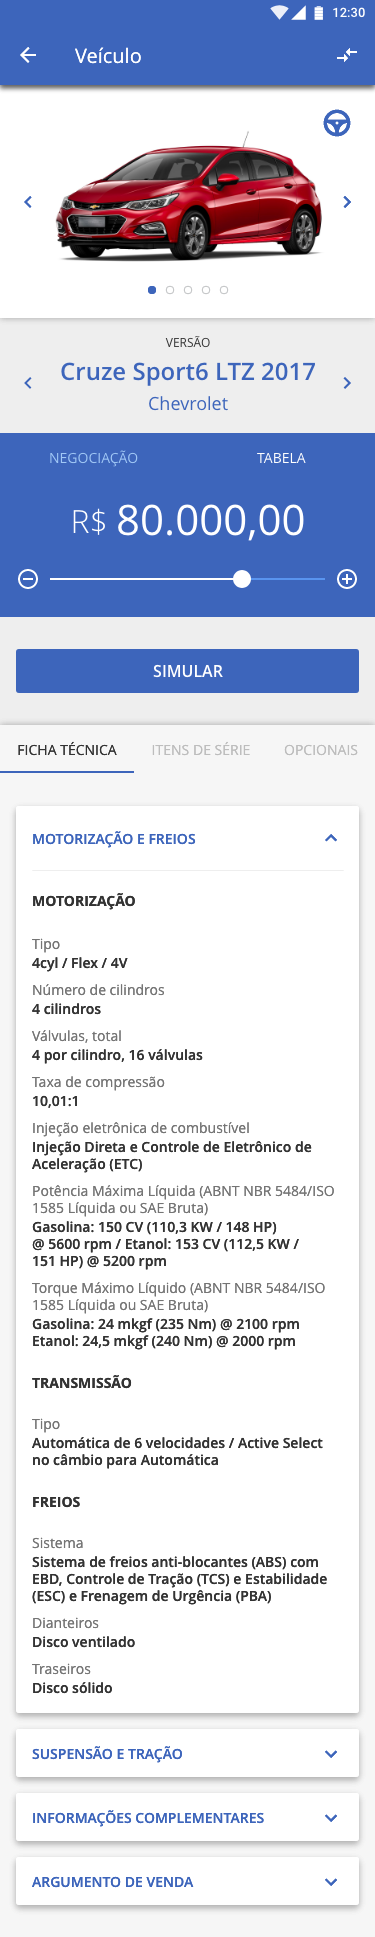 12:30
Veículo
VERSÃO
Cruze Sport6 LTZ 2017
Chevrolet
NEGOCIAÇÃO TABELA
R$ 80.000,00
SIMULAR
FICHA TÉCNICA ITENS DE SÉRIE OPCIONAIS
MOTORIZAÇÃO E FREIOS
MOTORIZAÇÃO
Tipo
4cyl / Flex / 4V
Número de cilindros
4 cilindros
Válvulas, total
4 por cilindro, 16 válvulas
Taxa de compressão
10,01:1
Injeção eletrônica de combustível
Injeção Direta e Controle de Eletrônico de
Aceleração (ETC)
Potência Máxima Líquida (ABNT NBR 5484/ISO
1585 Líquida ou SAE Bruta)
Gasolina: 150 CV (110,3 KW / 148 HP)
@ 5600 rpm / Etanol: 153 CV (112,5 KW /
151 HP) @ 5200 rpm
Torque Máximo Líquido (ABNT NBR 5484/ISO
1585 Líquida ou SAE Bruta)
Gasolina: 24 mkgf (235 Nm) @ 2100 rpm
Etanol: 24,5 mkgf (240 Nm) @ 2000 rpm
TRANSMISSÃO
Tipo
Automática de 6 velocidades / Active Select
no câmbio para Automática
FREIOS
Sistema
Sistema de freios anti-blocantes (ABS) com
EBD, Controle de Tração (TCS) e Estabilidade
(ESC) e Frenagem de Urgência (PBA)
Dianteiros
Disco ventilado
Traseiros
Disco sólido
SUSPENSÃO E TRAÇÃO
INFORMAÇÕES COMPLEMENTARES
ARGUMENTO DE VENDA